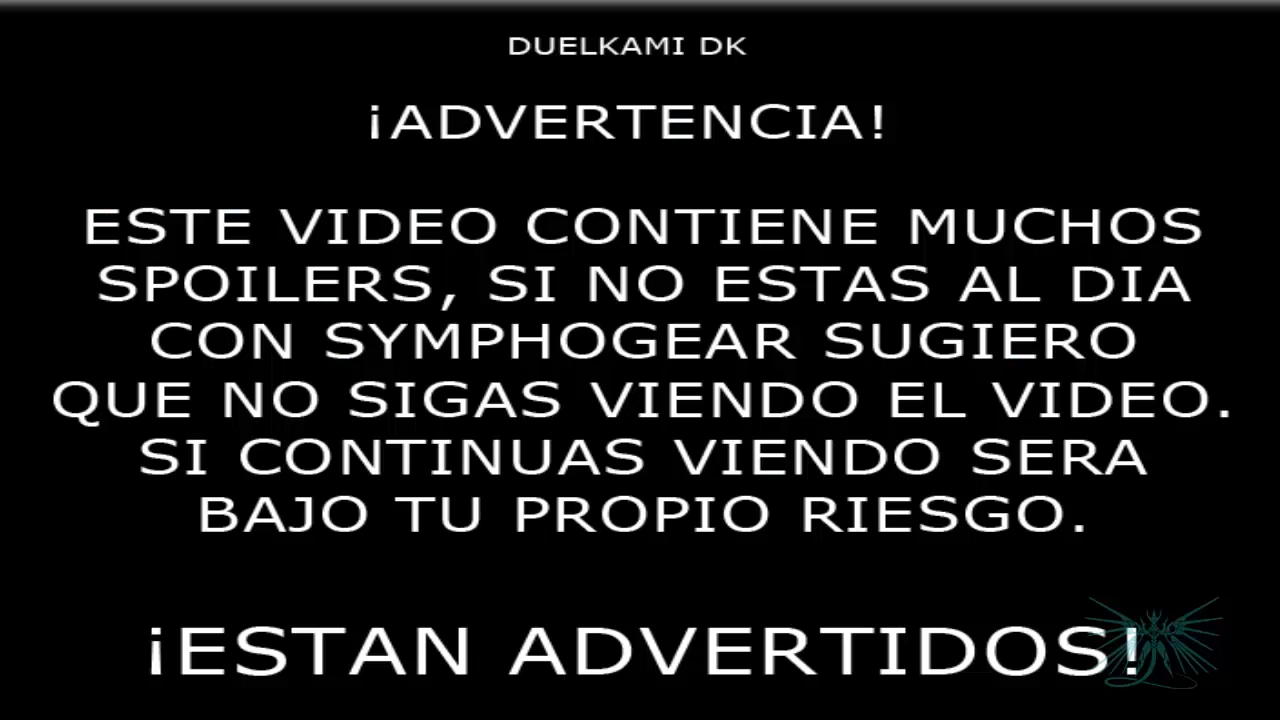 DUELKAMI DK
¡ADVERTENCIA!
ESTE VIDEO CONTIENE MUCHOS
SPOILERS, SI NO ESTAS AL DIA
CON SYMPHOGEAR SUGIERO
QUE NO SIGAS VIENDO EL VIDEO.
SI CONTINUAS VIENDO SERA
BAJO TU PROPIO RIESGO.
¡ESTAN ADVERTIDOS!